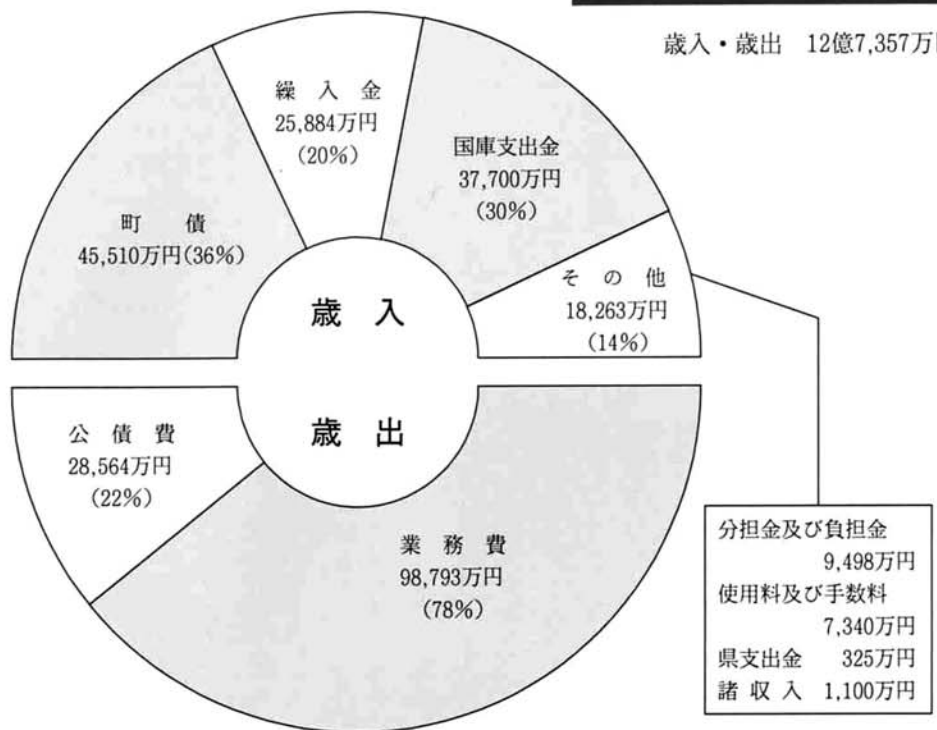 歳入・歳出 12億7,357万
繰入金
25,884万円
(20%)
国庫支出金
37,700万円
(30%)
町債
45,510万円(36%)
その他
18,263万円
(14%)
歳入
歳出
公債費
28,564万円
(22%)
業務費
98,793万円
(78%)
分担金及び負担金
9,498万円
使用料及び手数料
7,340万円
県支出金 325万円
諸収入 1,100万円